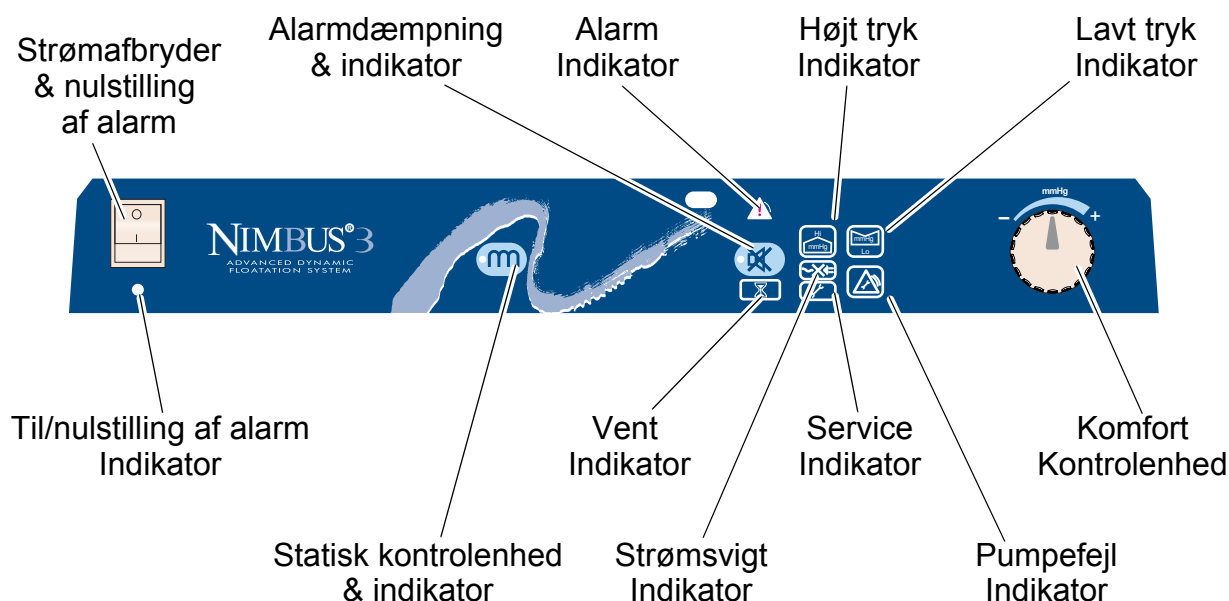 Strømafbryder
& nulstilling
af alarm
Alarmdæmpning
& indikator
Alarm
Indikator
Højt tryk
Indikator
Lavt tryk
Indikator
O
I
NIMBUS®3
ADVANCED DYNAMIC
FLOATATION SYSTEM
!
Hi
mmHg
mmHg
Lo
mmHg
– +
Til/nulstilling af alarm
Indikator
Vent
Indikator
Service
Indikator
Komfort
Kontrolenhed
Statisk kontrolenhed
& indikator
Strømsvigt
Indikator
Pumpefejl
Indikator